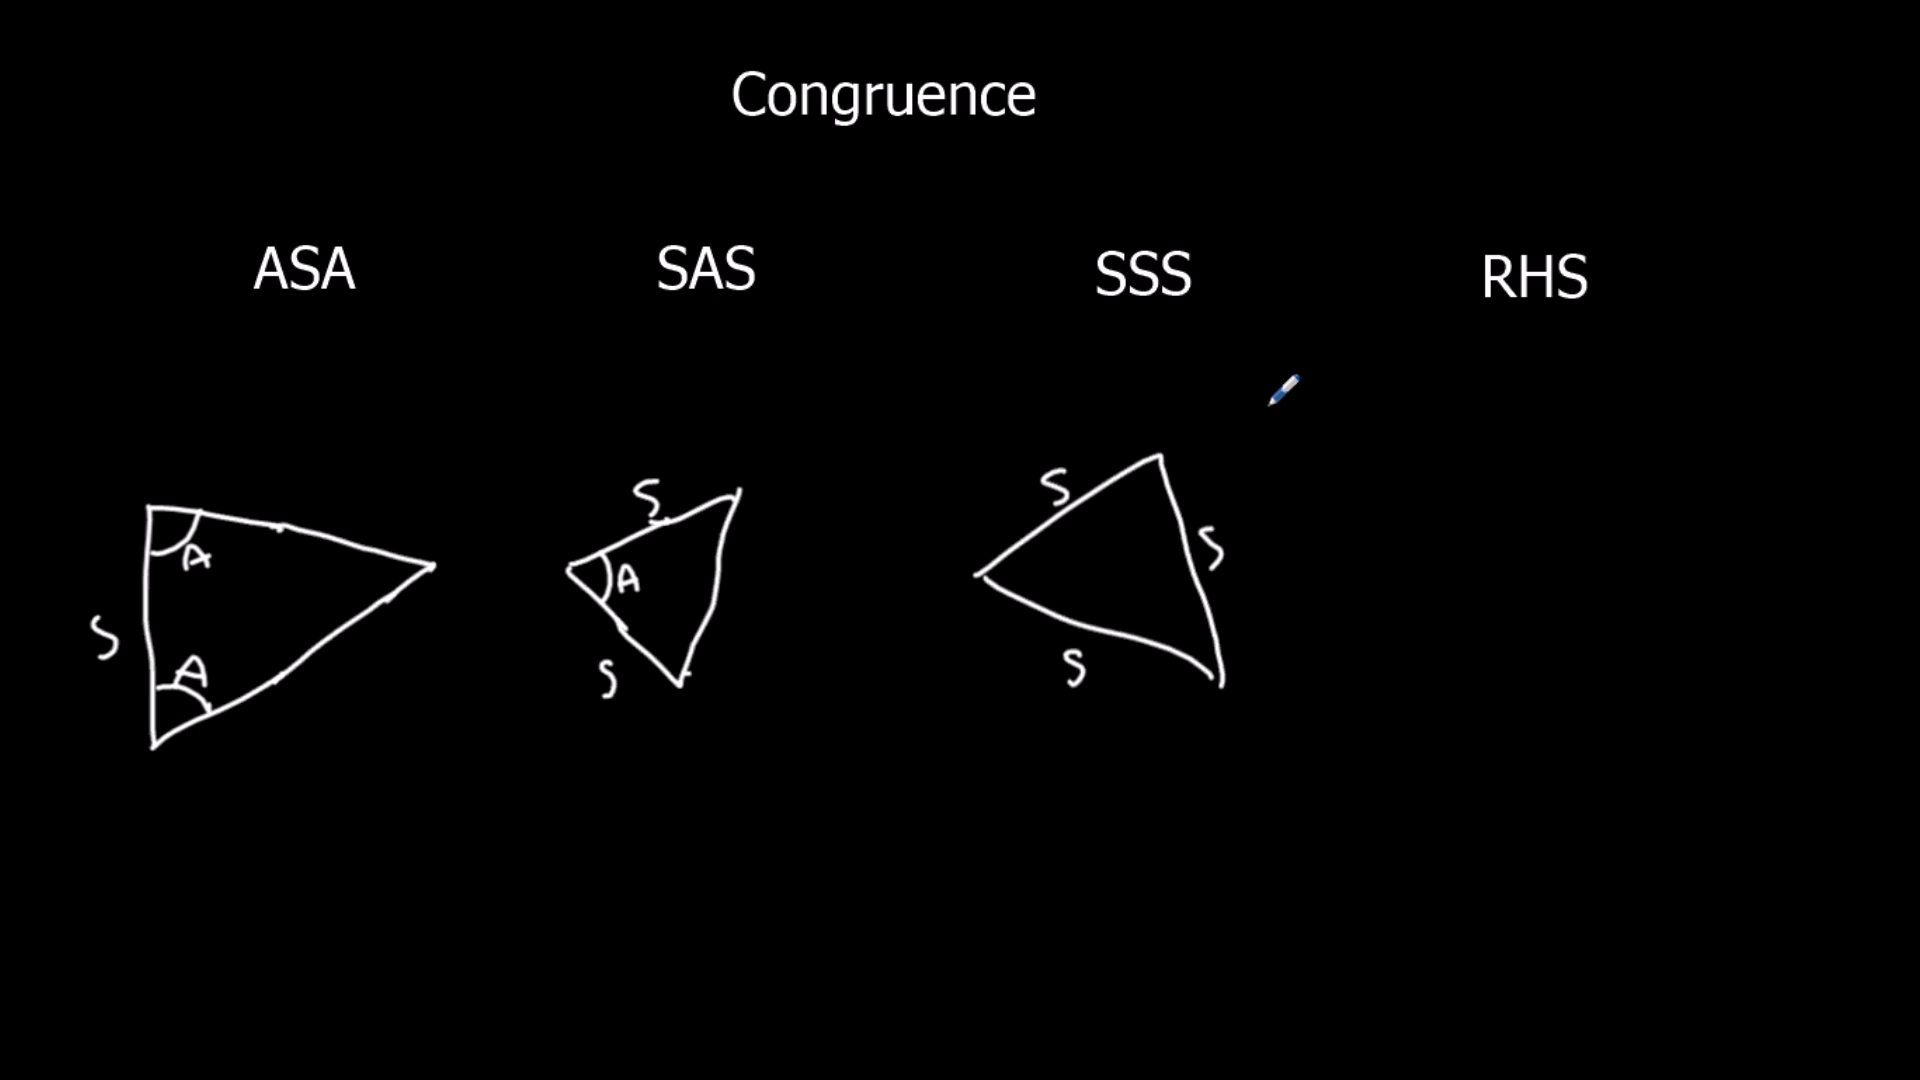 Congruence
ASA SAS SSS RHS
S A A
S A S
S S S